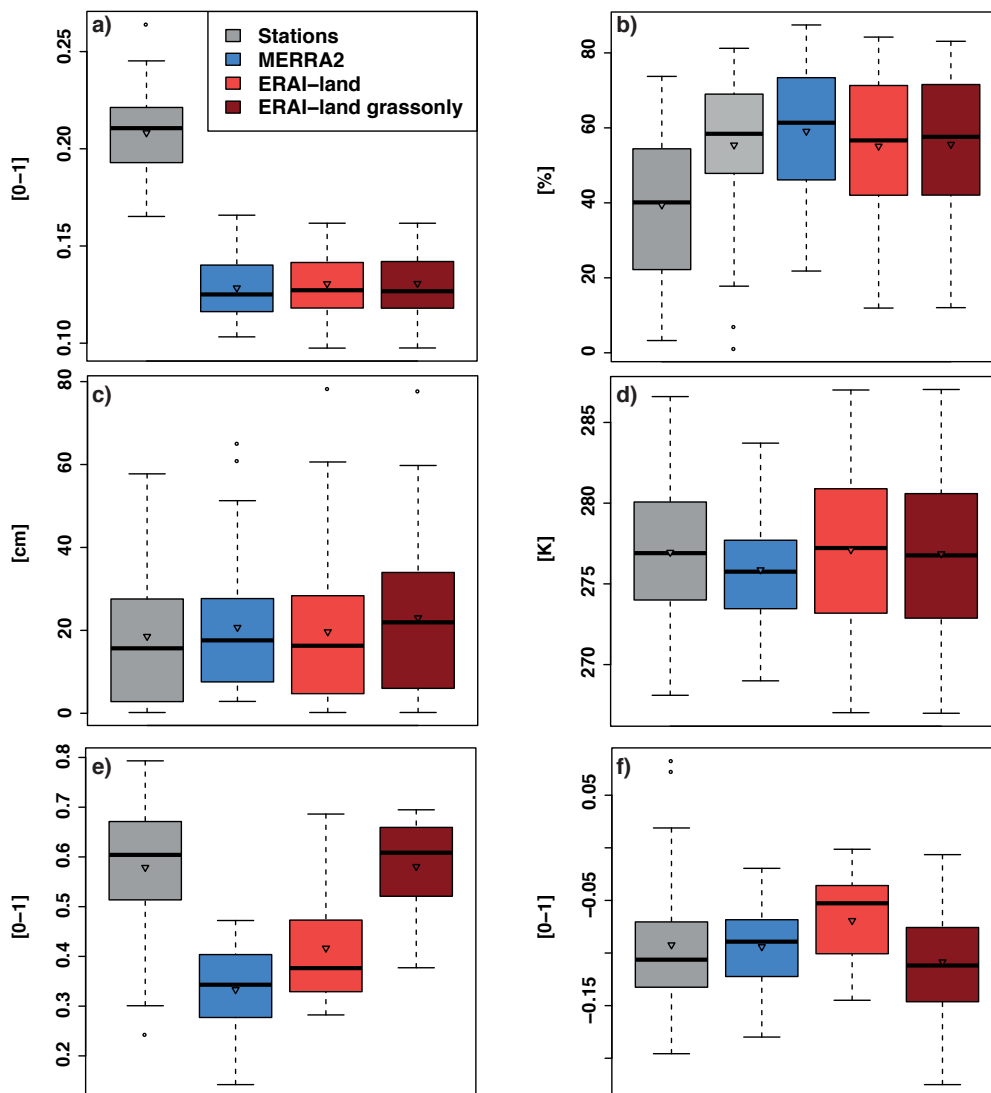 a)
Stations
MERRA2
ERAI−land
ERAI−land grassonly
[0−1]
0.25
0.20
0.15
0.10
b)
[%]
80
60
40
20
0
c)
[cm]
80
60
40
20
0
d)
[K]
285
280
275
270
e)
[0−1]
0.8
0.7
0.6
0.5
0.4
0.3
0.2
f)
[0−1]
0.05
−0.05
−0.15